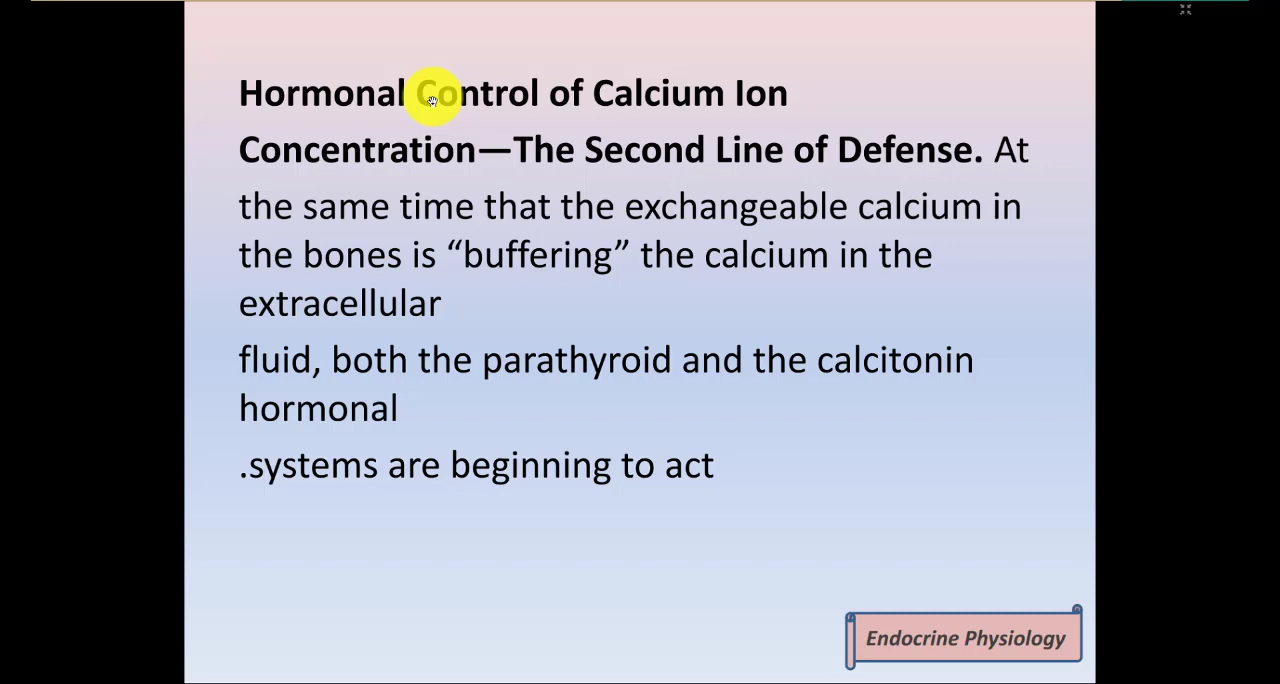 Hormonal Control of Calcium Ion
Concentration—The Second Line of Defense. At
the same time that the exchangeable calcium in
the bones is “buffering” the calcium in the
extracellular
fluid, both the parathyroid and the calcitonin
hormonal
.systems are beginning to act
Endocrine Physiology